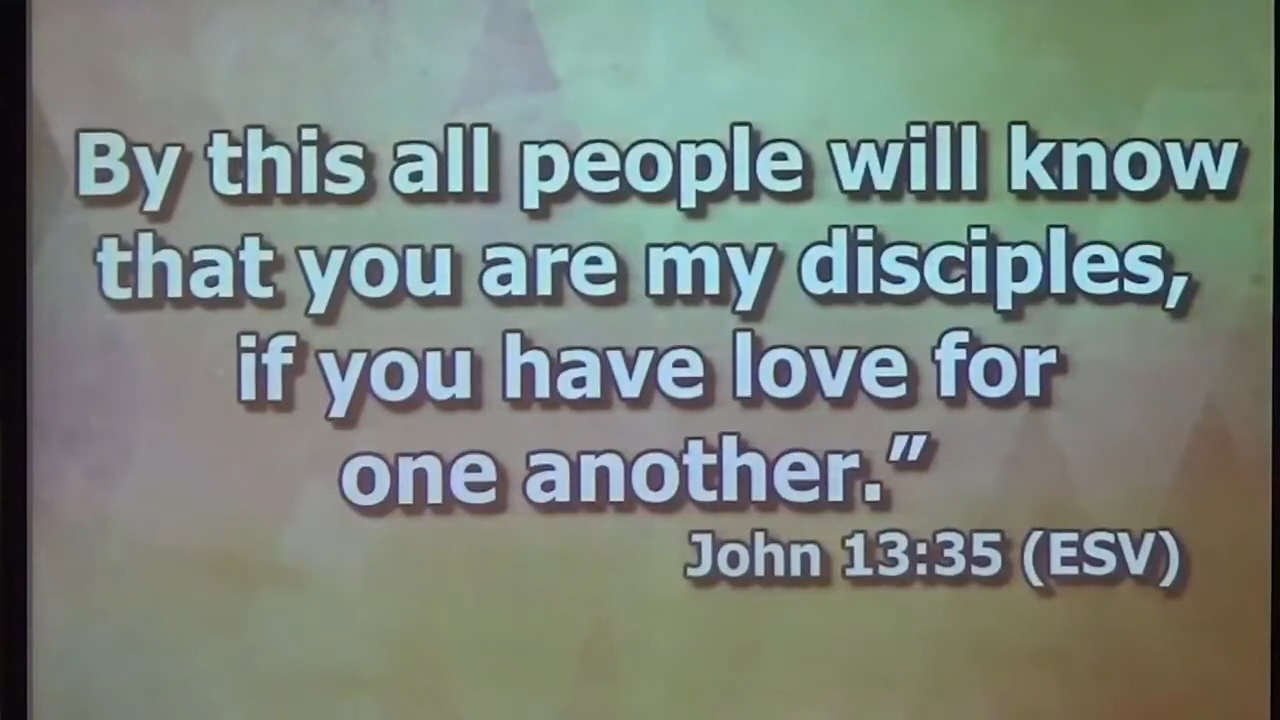 By this all people will know
that you are my disciples,
if you have love for
one another.”
John 13:35 (ESV)